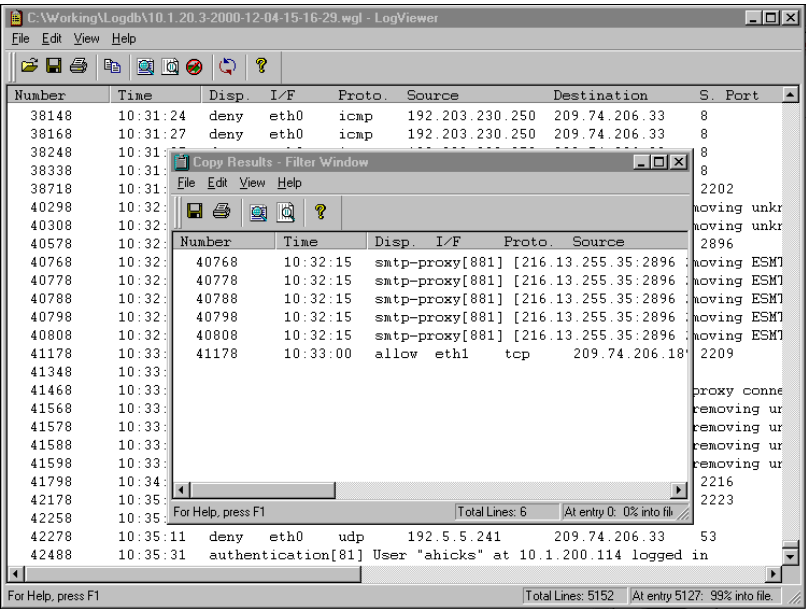 C:\Working\Logdb\10.1.20.3-2000-12-04-15-16-29.wgl - LogViewer
File Edit View Help
Number Time Disp. I/F Proto. Source Destination S. Port
38148 10:31:24 deny eth0 icmp 192.203.230.250 209.74.206.33 8
38168 10:31:27 deny eth0 icmp 192.203.230.250 209.74.206.33 8
38248 10:31: 8
38338 10:31: 8
38718 10:31: 2202
40298 10:32: moving unkr
40308 10:32: moving unkr
40578 10:32: 2896
40768 10:32: moving ESMT
40778 10:32: moving ESMT
40788 10:32: moving ESMT
40798 10:32: moving ESMT
40808 10:32: moving ESMT
41178 10:33: 2209
41348 10:33:
41468 10:33: proxy conne
41568 10:33: removing ur
41578 10:33: removing ur
41588 10:33: removing ur
41598 10:33: removing ur
41798 10:34: 2216
42178 10:35: 2223
42258 10:35:
42278 10:35:11 deny eth0 udp 192.5.5.241 209.74.206.33 53
42488 10:35:31 authentication[81] User "ahicks" at 10.1.200.114 logged in
For Help, press F1 Total Lines: 5152 At entry 5127: 99% into file.
Copy Results - Filter Window
File Edit View Help
Number Time Disp. I/F Proto. Source
40768 10:32:15 smtp-proxy[881] [216.13.255.35:2896
40778 10:32:15 smtp-proxy[881] [216.13.255.35:2896
40788 10:32:15 smtp-proxy[881] [216.13.255.35:2896
40798 10:32:15 smtp-proxy[881] [216.13.255.35:2896
40808 10:32:15 smtp-proxy[881] [216.13.255.35:2896
41178 10:33:00 allow eth1 tcp 209.74.206.18
For Help, press F1 Total Lines: 6 At entry 0: 0% into fil